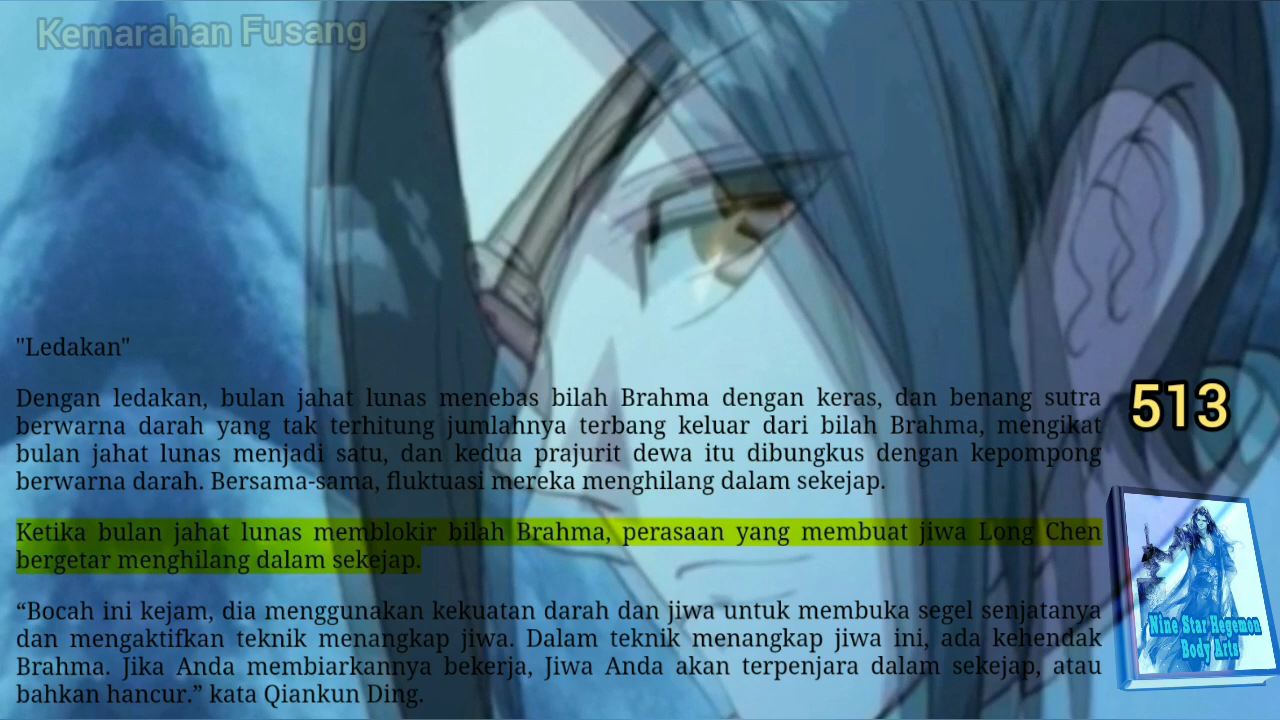 Kemarahan Fusang
"Ledakan"
Dengan ledakan, bulan jahat lunas menebas bilah Brahma dengan keras, dan benang sutra
berwarna darah yang tak terhitung jumlahnya terbang keluar dari bilah Brahma, mengikat
bulan jahat lunas menjadi satu, dan kedua prajurit dewa itu dibungkus dengan kepompong
berwarna darah. Bersama-sama, fluktuasi mereka menghilang dalam sekejap.
Ketika bulan jahat lunas memblokir bilah Brahma, perasaan yang membuat jiwa Long Chen
bergetar menghilang dalam sekejap.
“Bocah ini kejam, dia menggunakan kekuatan darah dan jiwa untuk membuka segel senjatanya
dan mengaktifkan teknik menangkap jiwa. Dalam teknik menangkap jiwa ini, ada kehendak
Brahma. Jika Anda membiarkannya bekerja, Jiwa Anda akan terpenjara dalam sekejap, atau
bahkan hancur.” kata Qiankun Ding.
513
Nine Star Hegemon
Body Arts